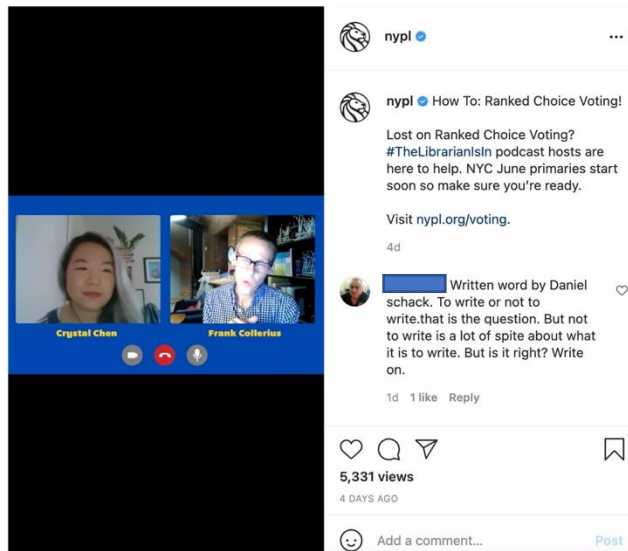 nypl
nypl How To: Ranked Choice Voting!
Lost on Ranked Choice Voting?
#TheLibrarianIsIn podcast hosts are
here to help. NYC June primaries start
soon so make sure you're ready.
Visit nypl.org/voting.
4d
Written word by Daniel
schack. To write or not to
write.that is the question. But not
to write is a lot of spite about what
it is to write. But is it right? Write
on.
1d 1 like Reply
Crystal Chen
Frank Collerius
5,331 views
4 DAYS AGO
Add a comment... Post